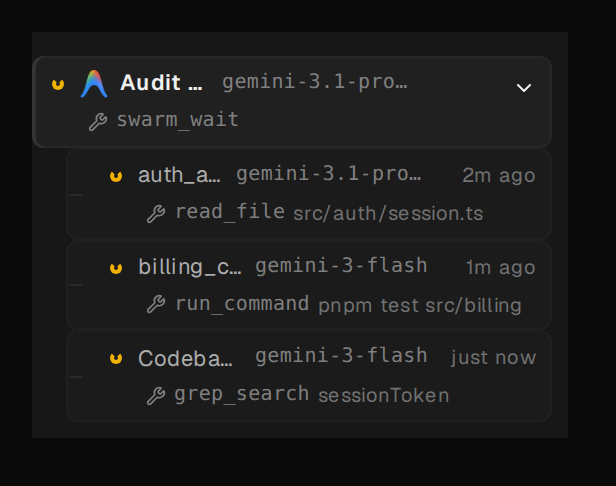 Audit ... gemini-3.1-pro...
swarm_wait
auth_a... gemini-3.1-pro... 2m ago
read_file src/auth/session.ts
billing_c... gemini-3-flash 1m ago
run_command pnpm test src/billing
Codeba... gemini-3-flash just now
grep_search sessionToken